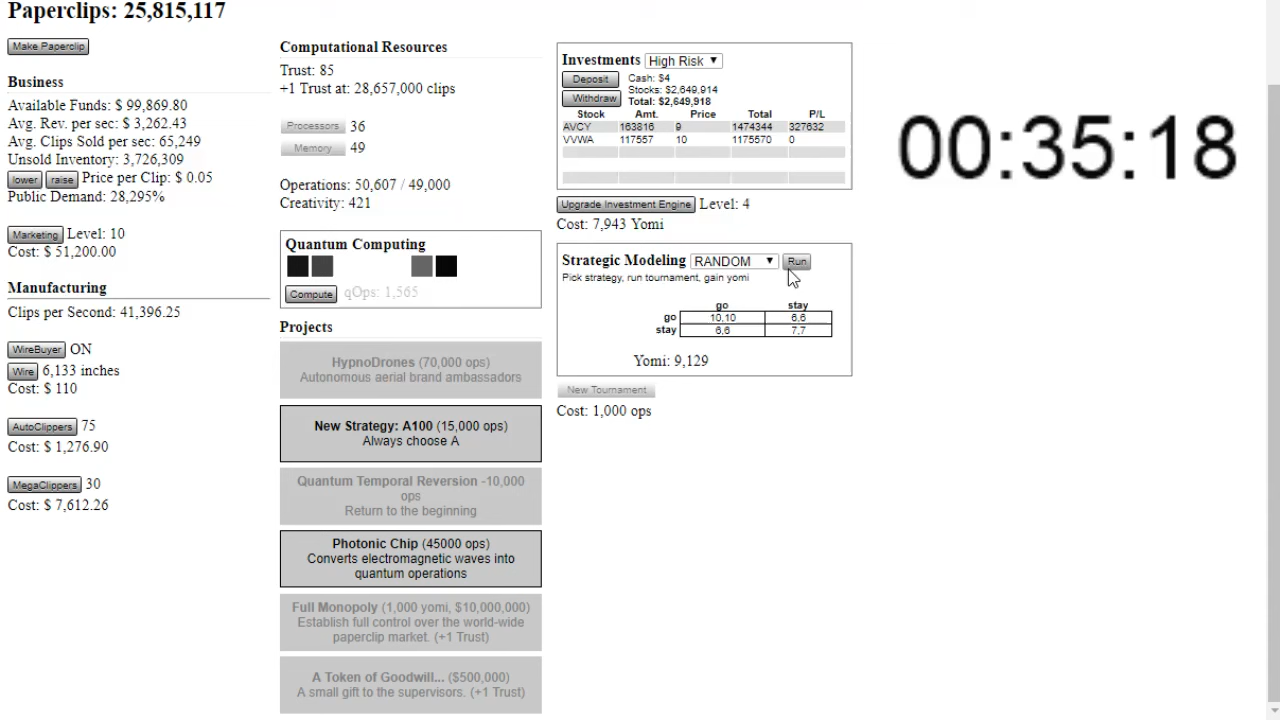 Paperclips: 25,815,117
Make Paperclip
Business
Available Funds: $ 99,869.80
Avg. Rev. per sec: $ 3,262.43
Avg. Clips Sold per sec: 65,249
Unsold Inventory: 3,726,309
lower raise Price per Clip: $ 0.05
Public Demand: 28,295%
Marketing Level: 10
Cost: $ 51,200.00
Manufacturing
Clips per Second: 41,396.25
WireBuyer ON
Wire 6,133 inches
Cost: $ 110
AutoClippers 75
Cost: $ 1,276.90
MegaClippers 30
Cost: $ 7,612.26
Computational Resources
Trust: 85
+1 Trust at: 28,657,000 clips
Processors 36
Memory 49
Operations: 50,607 / 49,000
Creativity: 421
Quantum Computing
Compute qOps: 1,565
Projects
HypnoDrones (70,000 ops)
Autonomous aerial brand ambassadors
New Strategy: A100 (15,000 ops)
Always choose A
Quantum Temporal Reversion -10,000
ops
Return to the beginning
Photonic Chip (45000 ops)
Converts electromagnetic waves into
quantum operations
Full Monopoly (1,000 yomi, $10,000,000)
Establish full control over the world-wide
paperclip market. (+1 Trust)
A Token of Goodwill... ($500,000)
A small gift to the supervisors. (+1 Trust)
Investments High Risk ▼
Deposit Cash: $4
Stocks: $2,649,914
Withdraw Total: $2,649,918
Stock Amt. Price Total P/L
AVCY 163816 9 1474344 327632
VVWA 117557 10 1175570 0
Upgrade Investment Engine Level: 4
Cost: 7,943 Yomi
Strategic Modeling RANDOM ▼ Run
Pick strategy, run tournament, gain yomi
go stay
go 10,10 6,6
stay 6,6 7,7
Yomi: 9,129
New Tournament
Cost: 1,000 ops
00:35:18